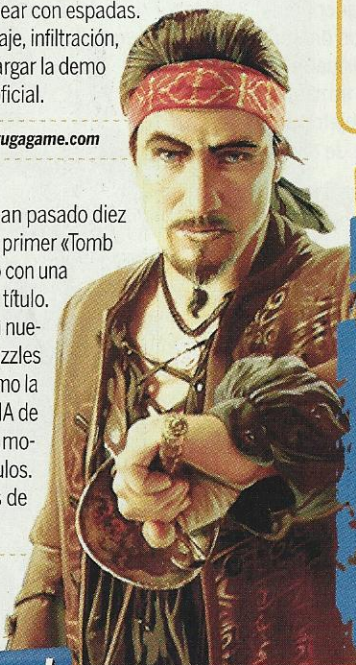 ear con espadas.
aje, infiltración,
argar la demo
ficial.
ugagame.com
an pasado diez
primer «Tomb
con una
título.
nue-
zzles
mo la
IA de
mo-
ulos.
s de